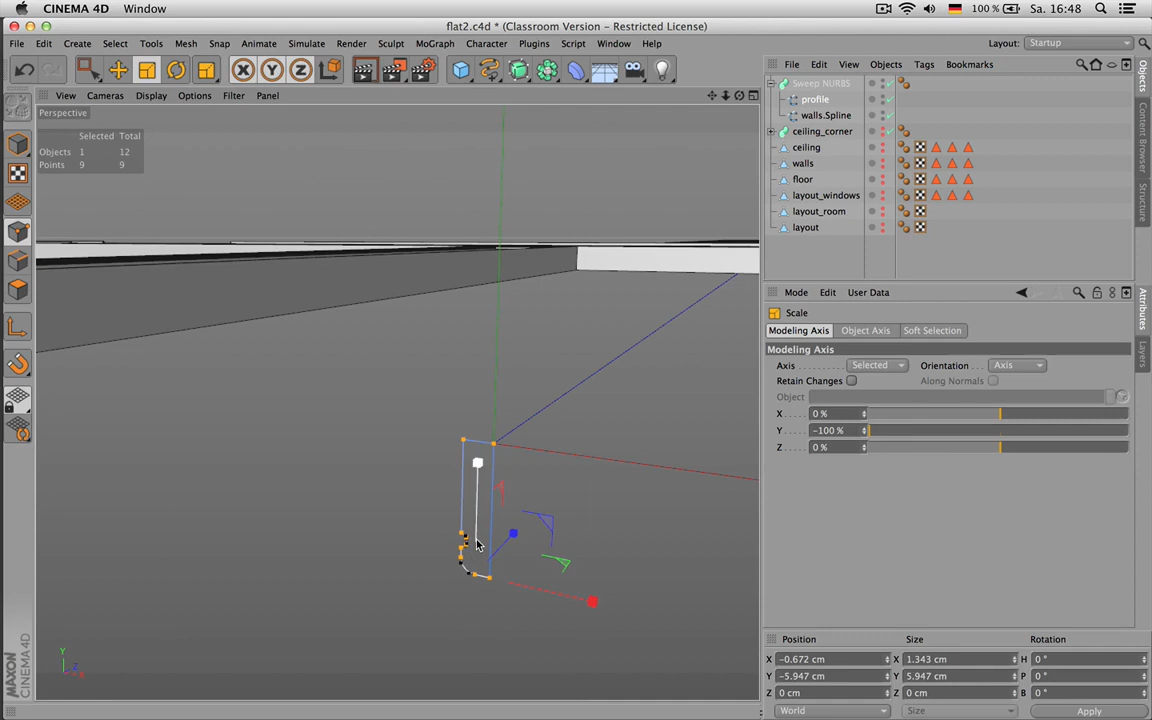 CINEMA 4D Window 100 % Sa. 16:48
flat2.c4d * (Classroom Version - Restricted License)
File Edit Create Select Tools Mesh Snap Animate Simulate Render Sculpt MoGraph Character Plugins Script Window Help Layout: Startup
X Y Z
File Edit View Objects Tags Bookmarks
View Cameras Display Options Filter Panel
Perspective
Selected Total
Objects 1 12
Points 9 9
Sweep NURBS
profile
walls.Spline
ceiling_corner
ceiling
walls
floor
layout_windows
layout_room
layout
Objects
Content Browser
Structure
Mode Edit User Data
Scale
Modeling Axis Object Axis Soft Selection
Modeling Axis
Axis Selected Orientation Axis
Retain Changes Along Normals
Object
X 0 %
Y -100 %
Z 0 %
Attributes
Layers
Y
Z
X
MAXON
CINEMA 4D
Position Size Rotation
X -0.672 cm X 1.343 cm H 0 °
Y -5.947 cm Y 5.947 cm P 0 °
Z 0 cm Z 0 cm B 0 °
World Size Apply